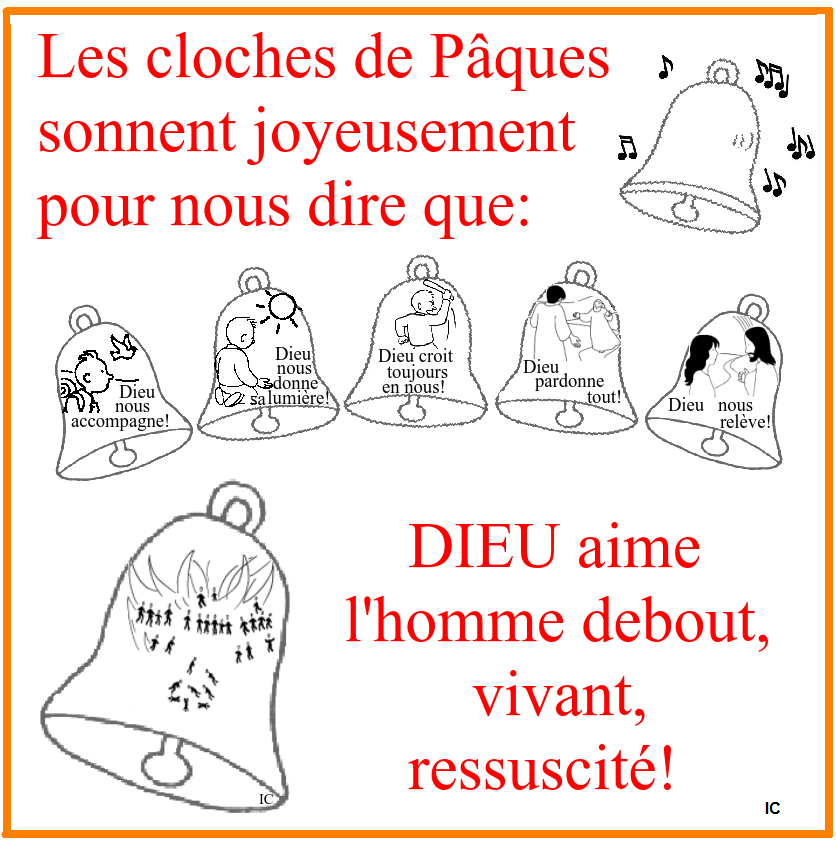 Les cloches de Pâques
sonnent joyeusement
pour nous dire que:
Dieu
nous
accompagne!
Dieu
nous
donne
sa lumière!
Dieu croit
toujours
en nous!
Dieu
pardonne
tout!
Dieu nous
relève!
DIEU aime
l'homme debout,
vivant,
ressuscité!
IC
IC